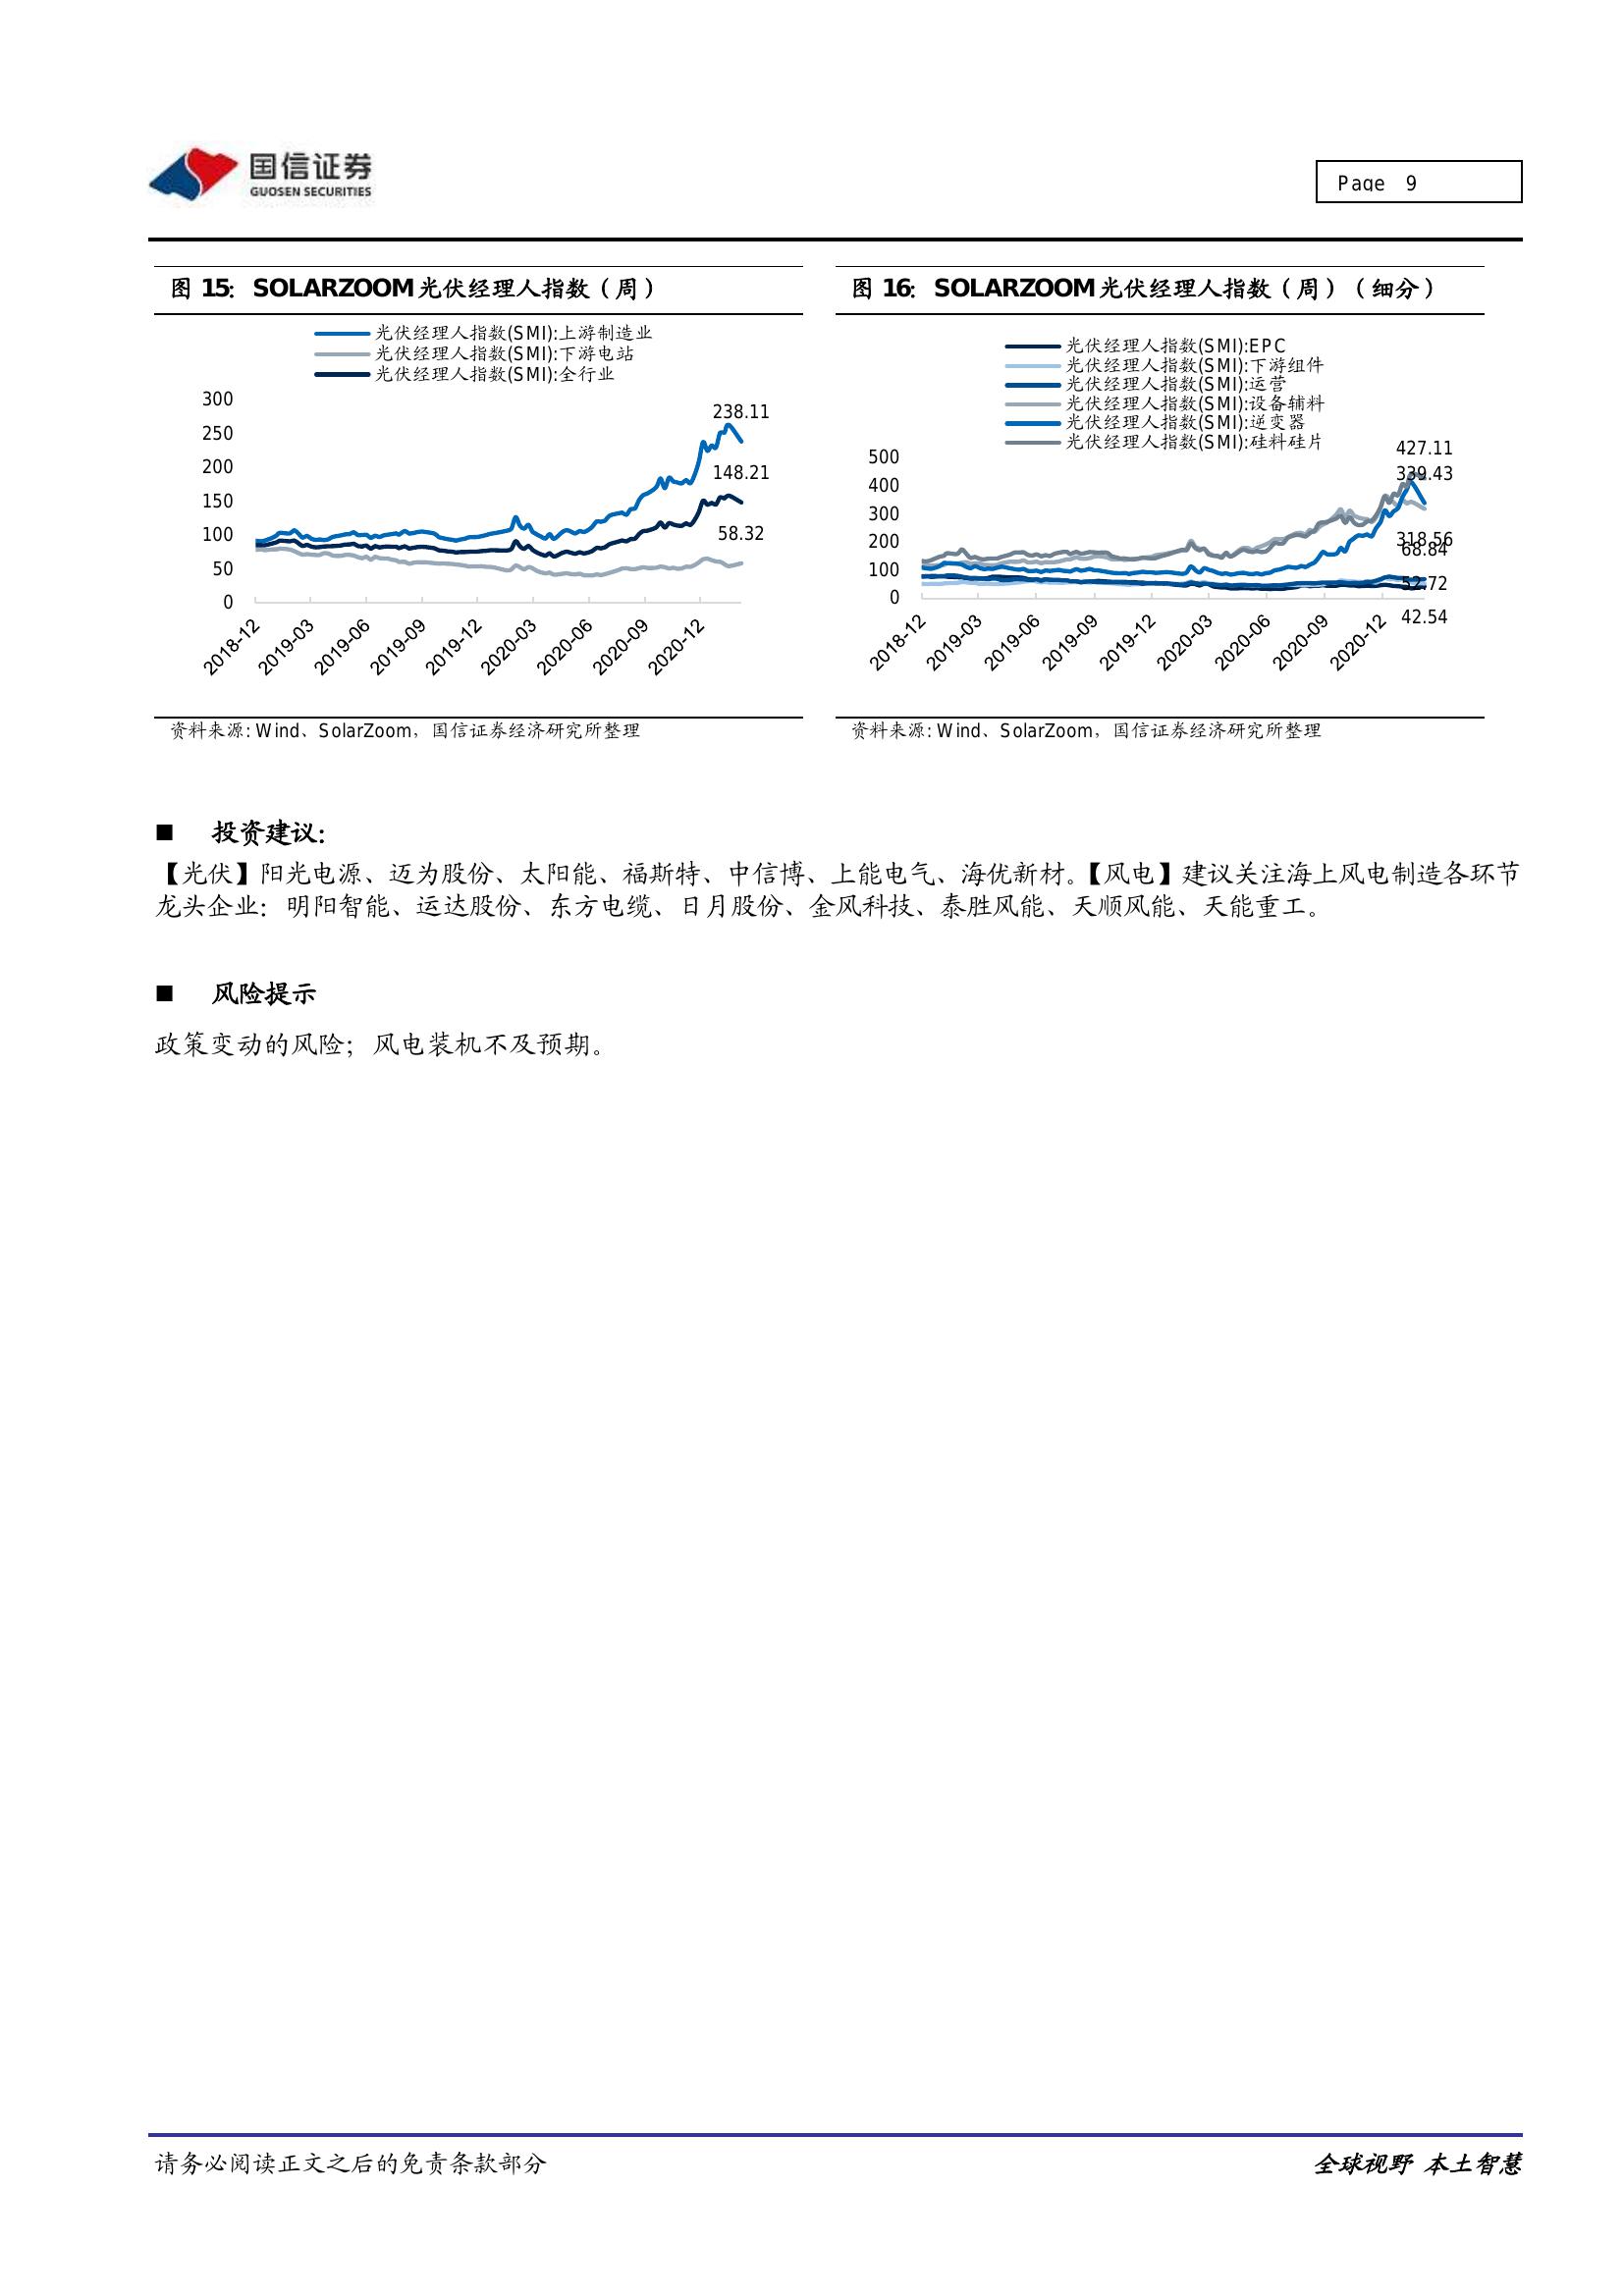 国信证券
GUOSEN SECURITIES
Page 9
图 15: SOLARZOOM光伏经理人指数(周)
光伏经理人指数(SMI):上游制造业
光伏经理人指数(SMI):下游电站
光伏经理人指数(SMI):全行业
300
250
200
150
100
50
0
238.11
148.21
58.32
2018-12
2019-03
2019-06
2019-09
2019-12
2020-03
2020-06
2020-09
2020-12
资料来源: Wind、SolarZoom，国信证券经济研究所整理
图 16: SOLARZOOM光伏经理人指数(周)(细分)
光伏经理人指数(SMI):EPC
光伏经理人指数(SMI):下游组件
光伏经理人指数(SMI):运营
光伏经理人指数(SMI):设备辅料
光伏经理人指数(SMI):逆变器
光伏经理人指数(SMI):硅料硅片
500
400
300
200
100
0
427.11
339.43
318.56
68.84
52.72
42.54
2018-12
2019-03
2019-06
2019-09
2019-12
2020-03
2020-06
2020-09
2020-12
资料来源: Wind、SolarZoom，国信证券经济研究所整理
■ 投资建议：
【光伏】阳光电源、迈为股份、太阳能、福斯特、中信博、上能电气、海优新材。【风电】建议关注海上风电制造各环节
龙头企业：明阳智能、运达股份、东方电缆、日月股份、金风科技、泰胜风能、天顺风能、天能重工。
■ 风险提示
政策变动的风险；风电装机不及预期。
请务必阅读正文之后的免责条款部分
全球视野 本土智慧